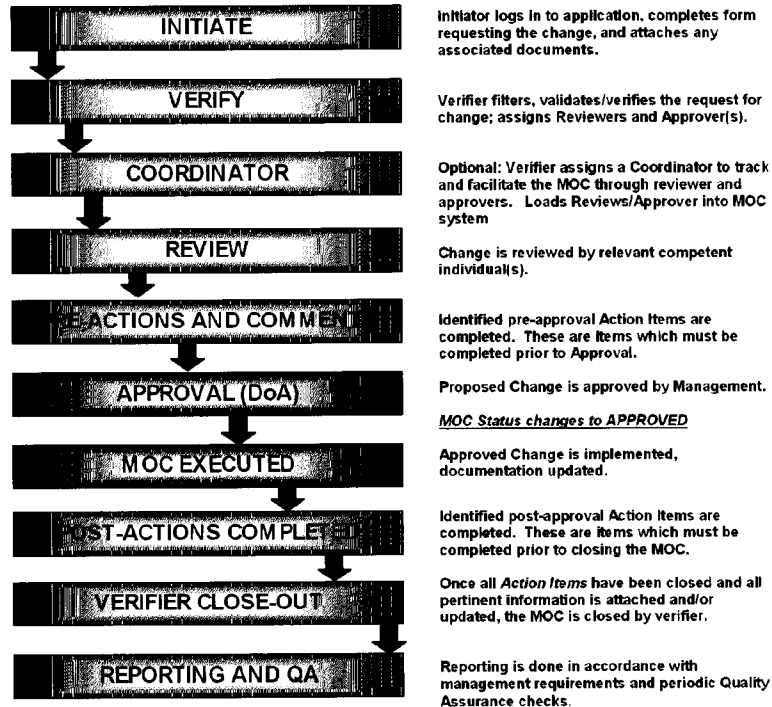 INITIATE
Initiator logs in to application, completes form
requesting the change, and attaches any
associated documents.
VERIFY
Verifier filters, validates/verifies the request for
change; assigns Reviewers and Approver(s).
COORDINATOR
Optional: Verifier assigns a Coordinator to track
and facilitate the MOC through reviewer and
approvers. Loads Reviews/Approver into MOC
system
REVIEW
Change is reviewed by relevant competent
individual(s).
ACTIONS AND COMMENT
Identified pre-approval Action Items are
completed. These are items which must be
completed prior to Approval.
APPROVAL (DoA)
Proposed Change is approved by Management.
MOC Status changes to APPROVED
MOC EXECUTED
Approved Change is implemented,
documentation updated.
POST-ACTIONS COMPLETED
Identified post-approval Action Items are
completed. These are items which must be
completed prior to closing the MOC.
VERIFIER CLOSE-OUT
Once all Action Items have been closed and all
pertinent information is attached and/or
updated, the MOC is closed by verifier.
REPORTING AND QA
Reporting is done in accordance with
management requirements and periodic Quality
Assurance checks.